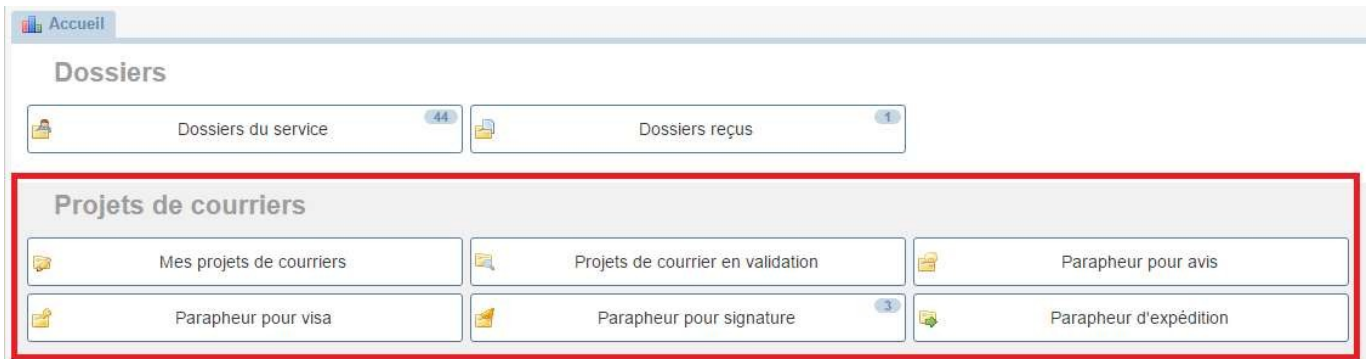 Accueil
Dossiers
Dossiers du service 44 Dossiers reçus 1
Projets de courriers
Mes projets de courriers Projets de courrier en validation Parapheur pour avis
Parapheur pour visa Parapheur pour signature 3 Parapheur d'expédition